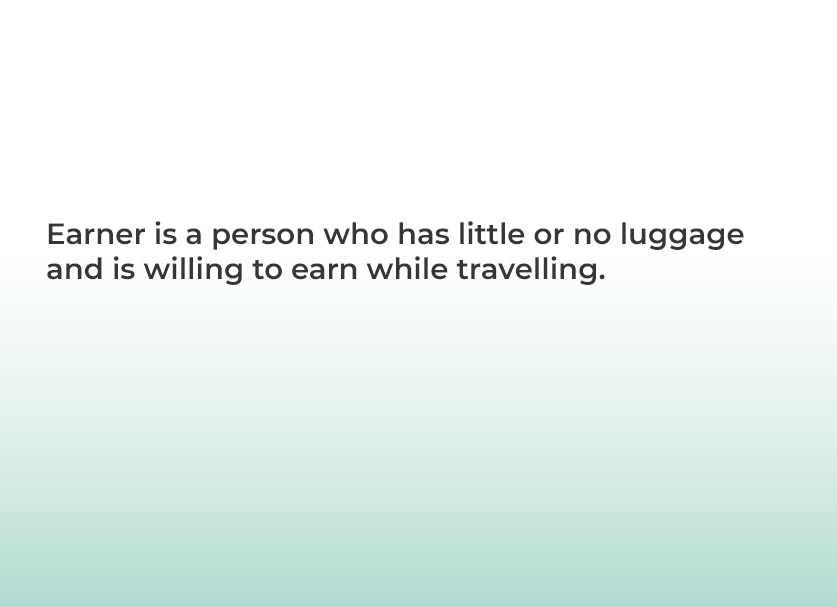 Earner is a person who has little or no luggage
and is willing to earn while travelling.